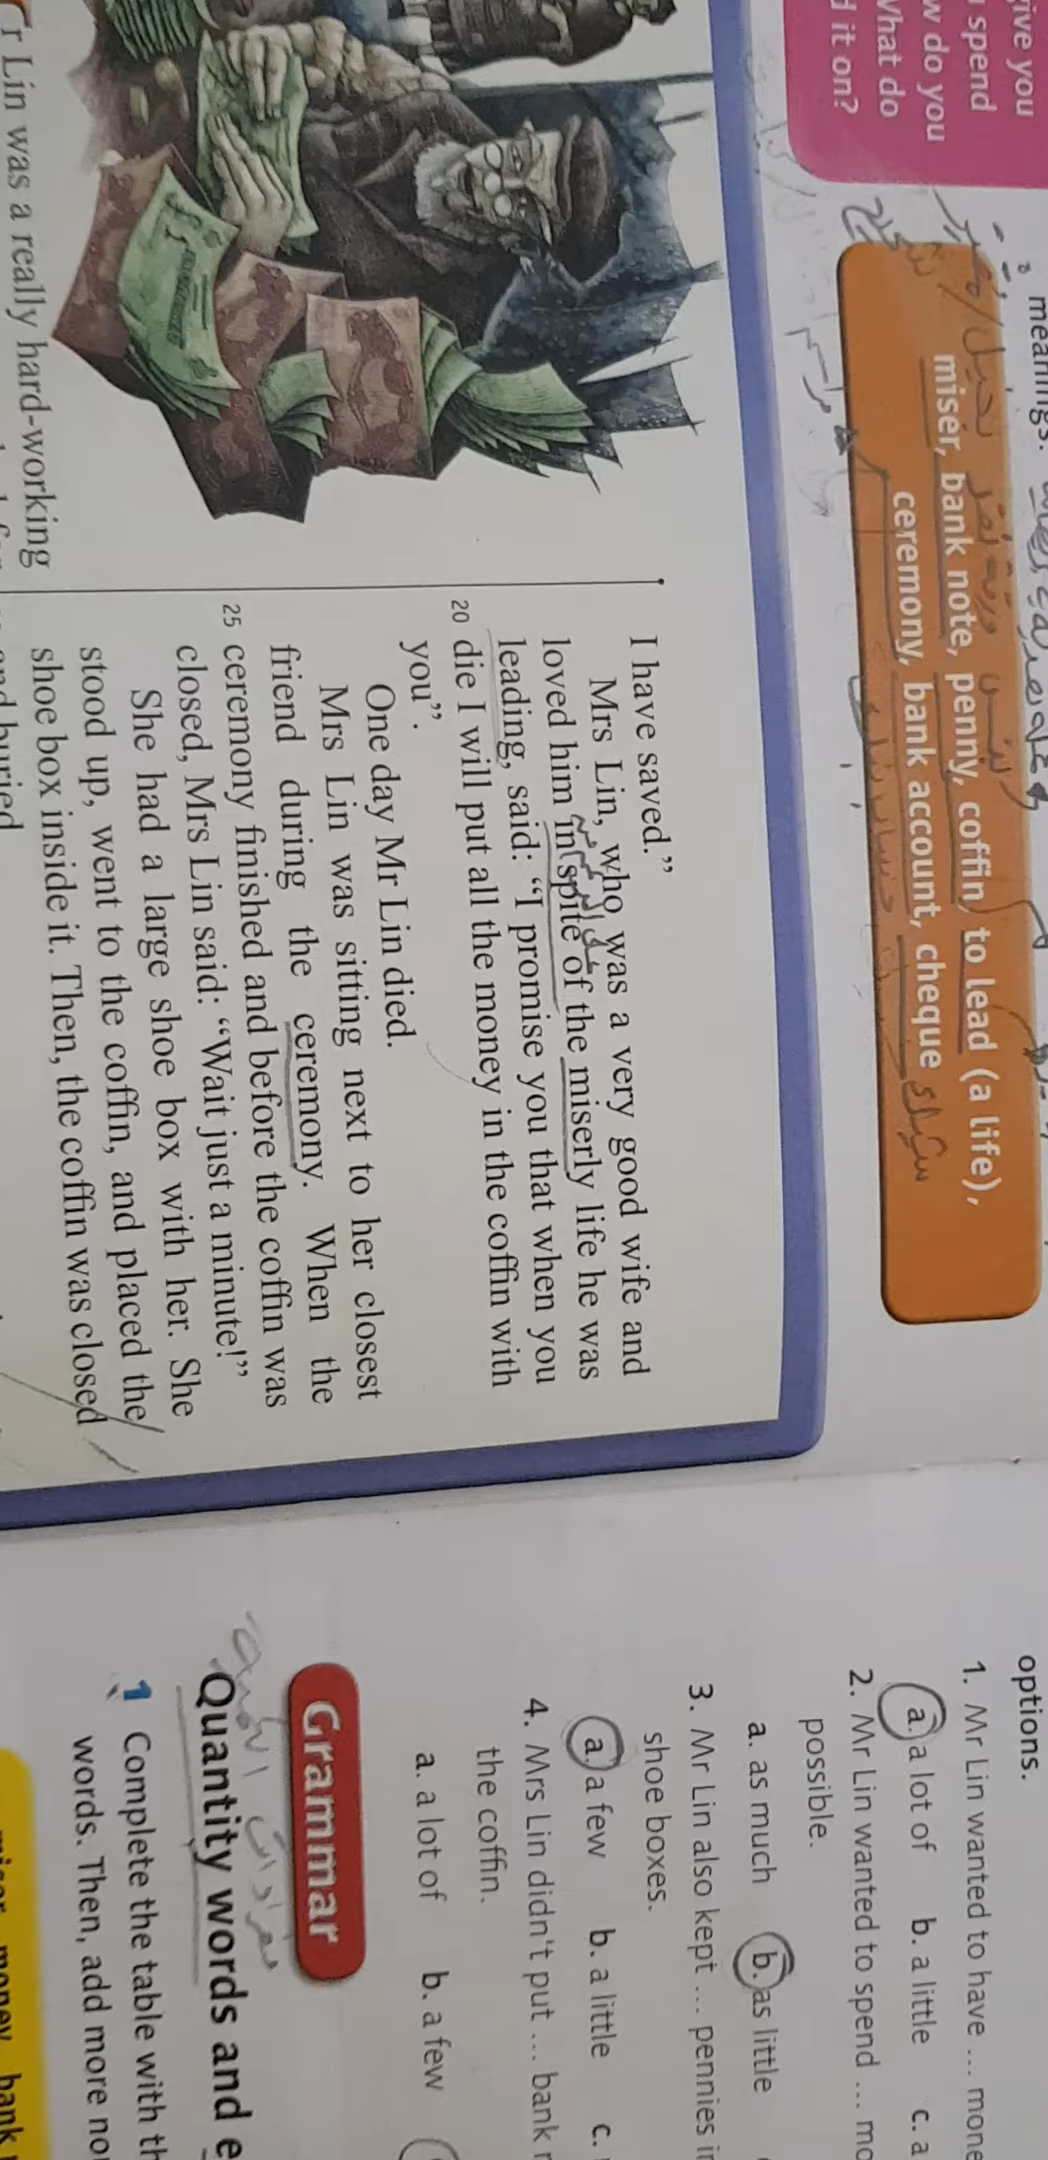 give you
spend
w do you
What do
d it on?
meanings.
miser, bank note, penny, coffin, to lead (a life),
ceremony, bank account, cheque
شيك
I have saved.”
Mrs Lin, who was a very good wife and
loved him in spite of the miserly life he was
leading, said: “I promise you that when you
20 die I will put all the money in the coffin with
you”.
One day Mr Lin died.
Mrs Lin was sitting next to her closest
friend during the ceremony. When the
25 ceremony finished and before the coffin was
closed, Mrs Lin said: “Wait just a minute!”
She had a large shoe box with her. She
stood up, went to the coffin, and placed the
shoe box inside it. Then, the coffin was closed
and buried
r Lin was a really hard-working
options.
1. Mr Lin wanted to have ... mone
a. a lot of b. a little c. a
2. Mr Lin wanted to spend ... mo
possible.
a. as much b. as little
3. Mr Lin also kept ... pennies in
shoe boxes.
a. a few b. a little c.
4. Mrs Lin didn't put ... bank n
the coffin.
a. a lot of b. a few
Grammar
Quantity words and e
1 Complete the table with th
words. Then, add more nou
miser money bank